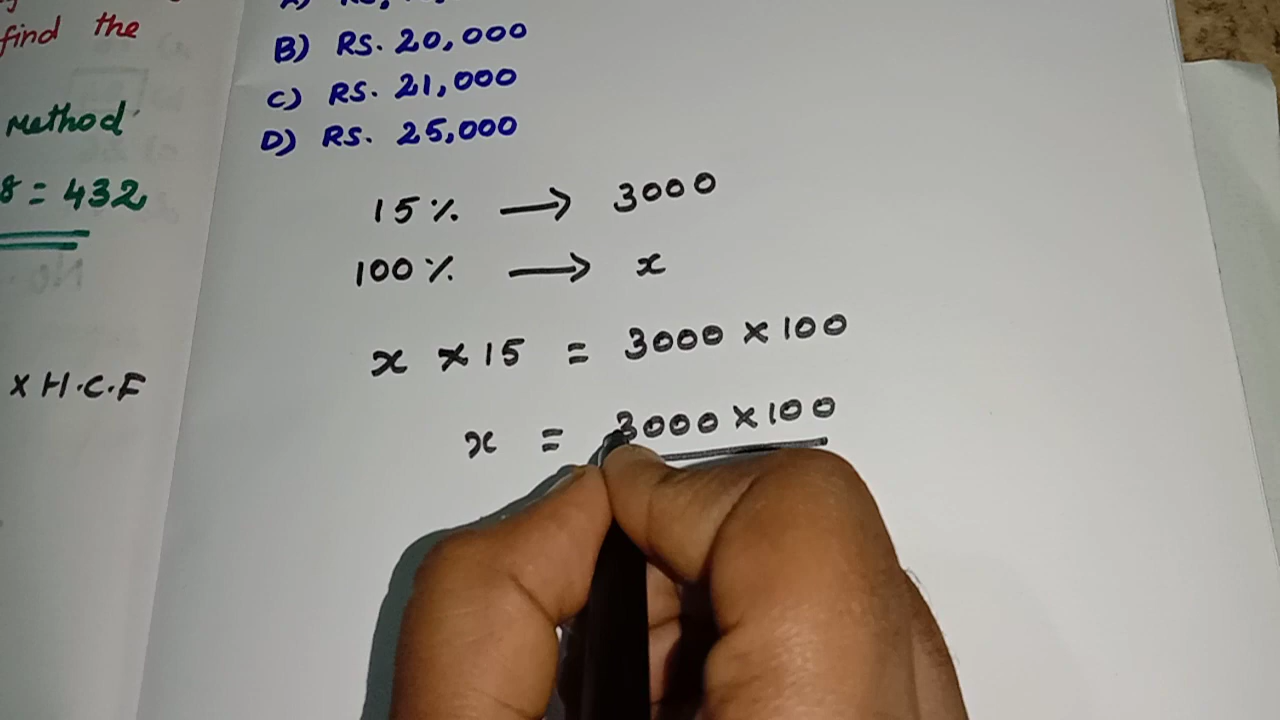 find the
Method
8 = 432
x H.C.F
B) RS. 20,000
C) RS. 21,000
D) RS. 25,000
15% → 3000
100% → x
x × 15 = 3000 × 100
x = 3000 × 100